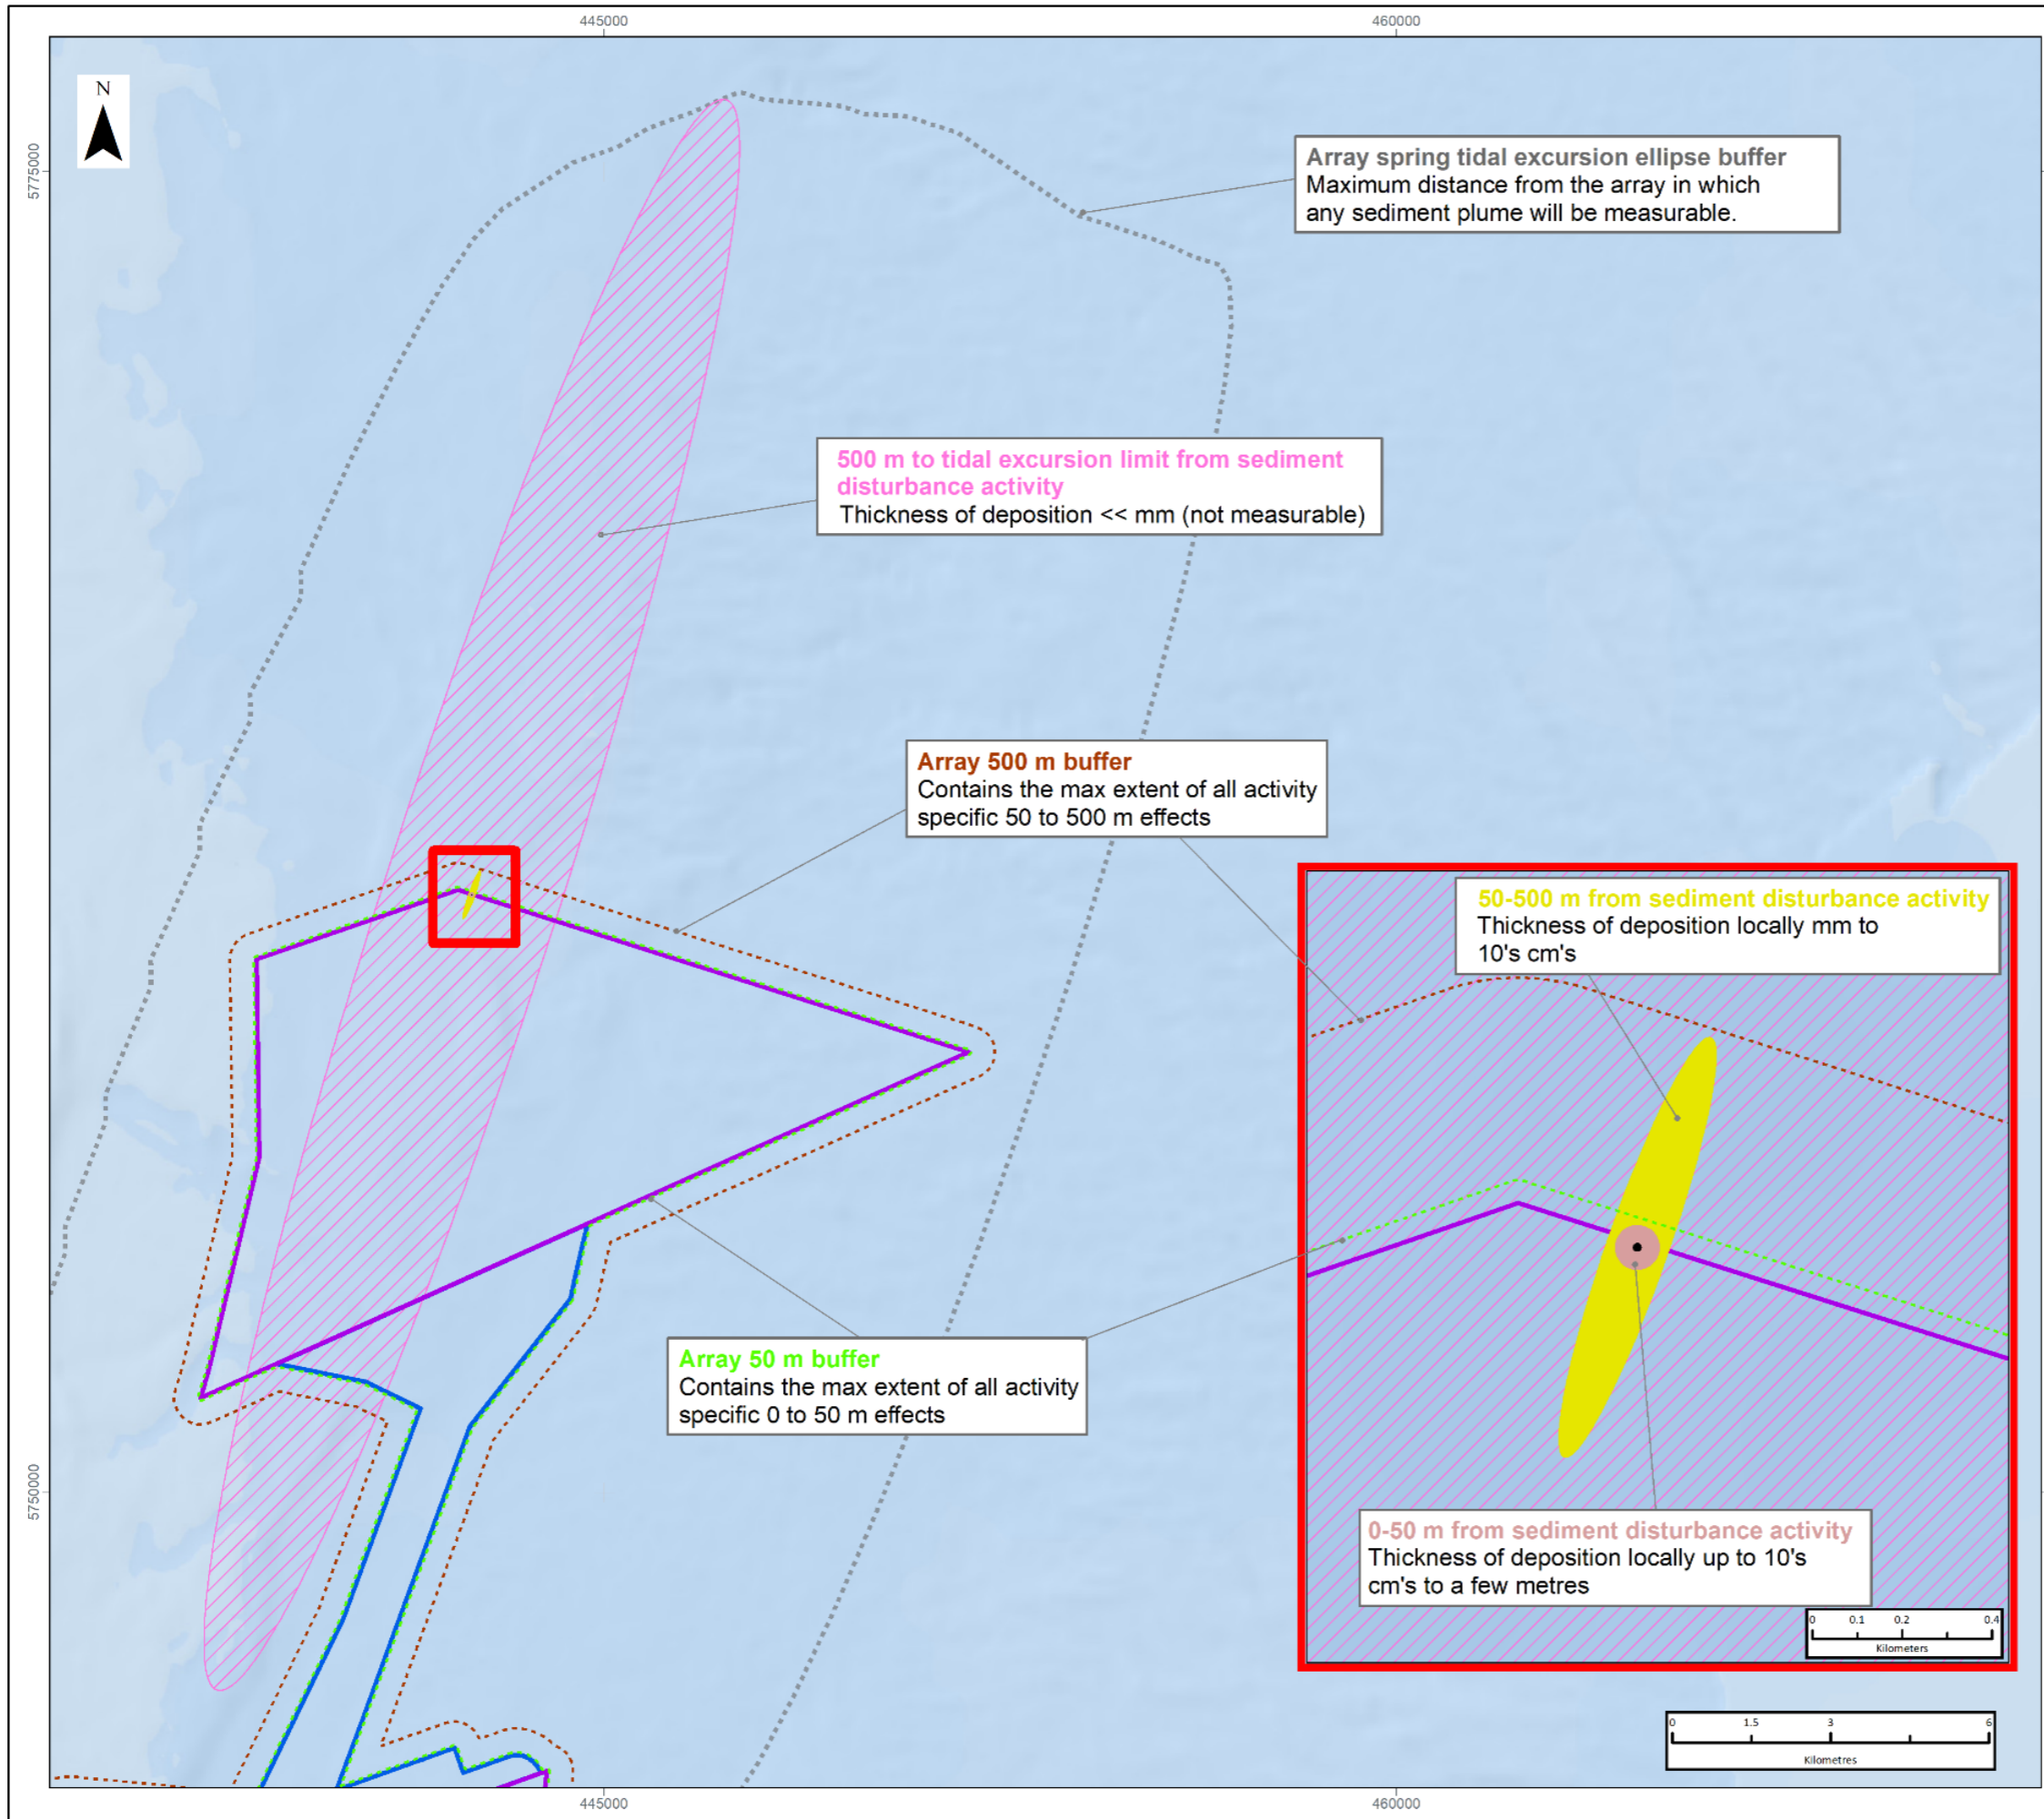 445000
460000
N
5775000
Array spring tidal excursion ellipse buffer
Maximum distance from the array in which
any sediment plume will be measurable.
500 m to tidal excursion limit from sediment
disturbance activity
Thickness of deposition << mm (not measurable)
Array 500 m buffer
Contains the max extent of all activity
specific 50 to 500 m effects
50-500 m from sediment disturbance activity
Thickness of deposition locally mm to
10's cm's
Array 50 m buffer
Contains the max extent of all activity
specific 0 to 50 m effects
5750000
0-50 m from sediment disturbance activity
Thickness of deposition locally up to 10's
cm's to a few metres
0 0.1 0.2 0.4
Kilometers
0 1.5 3 6
Kilometres
445000
460000